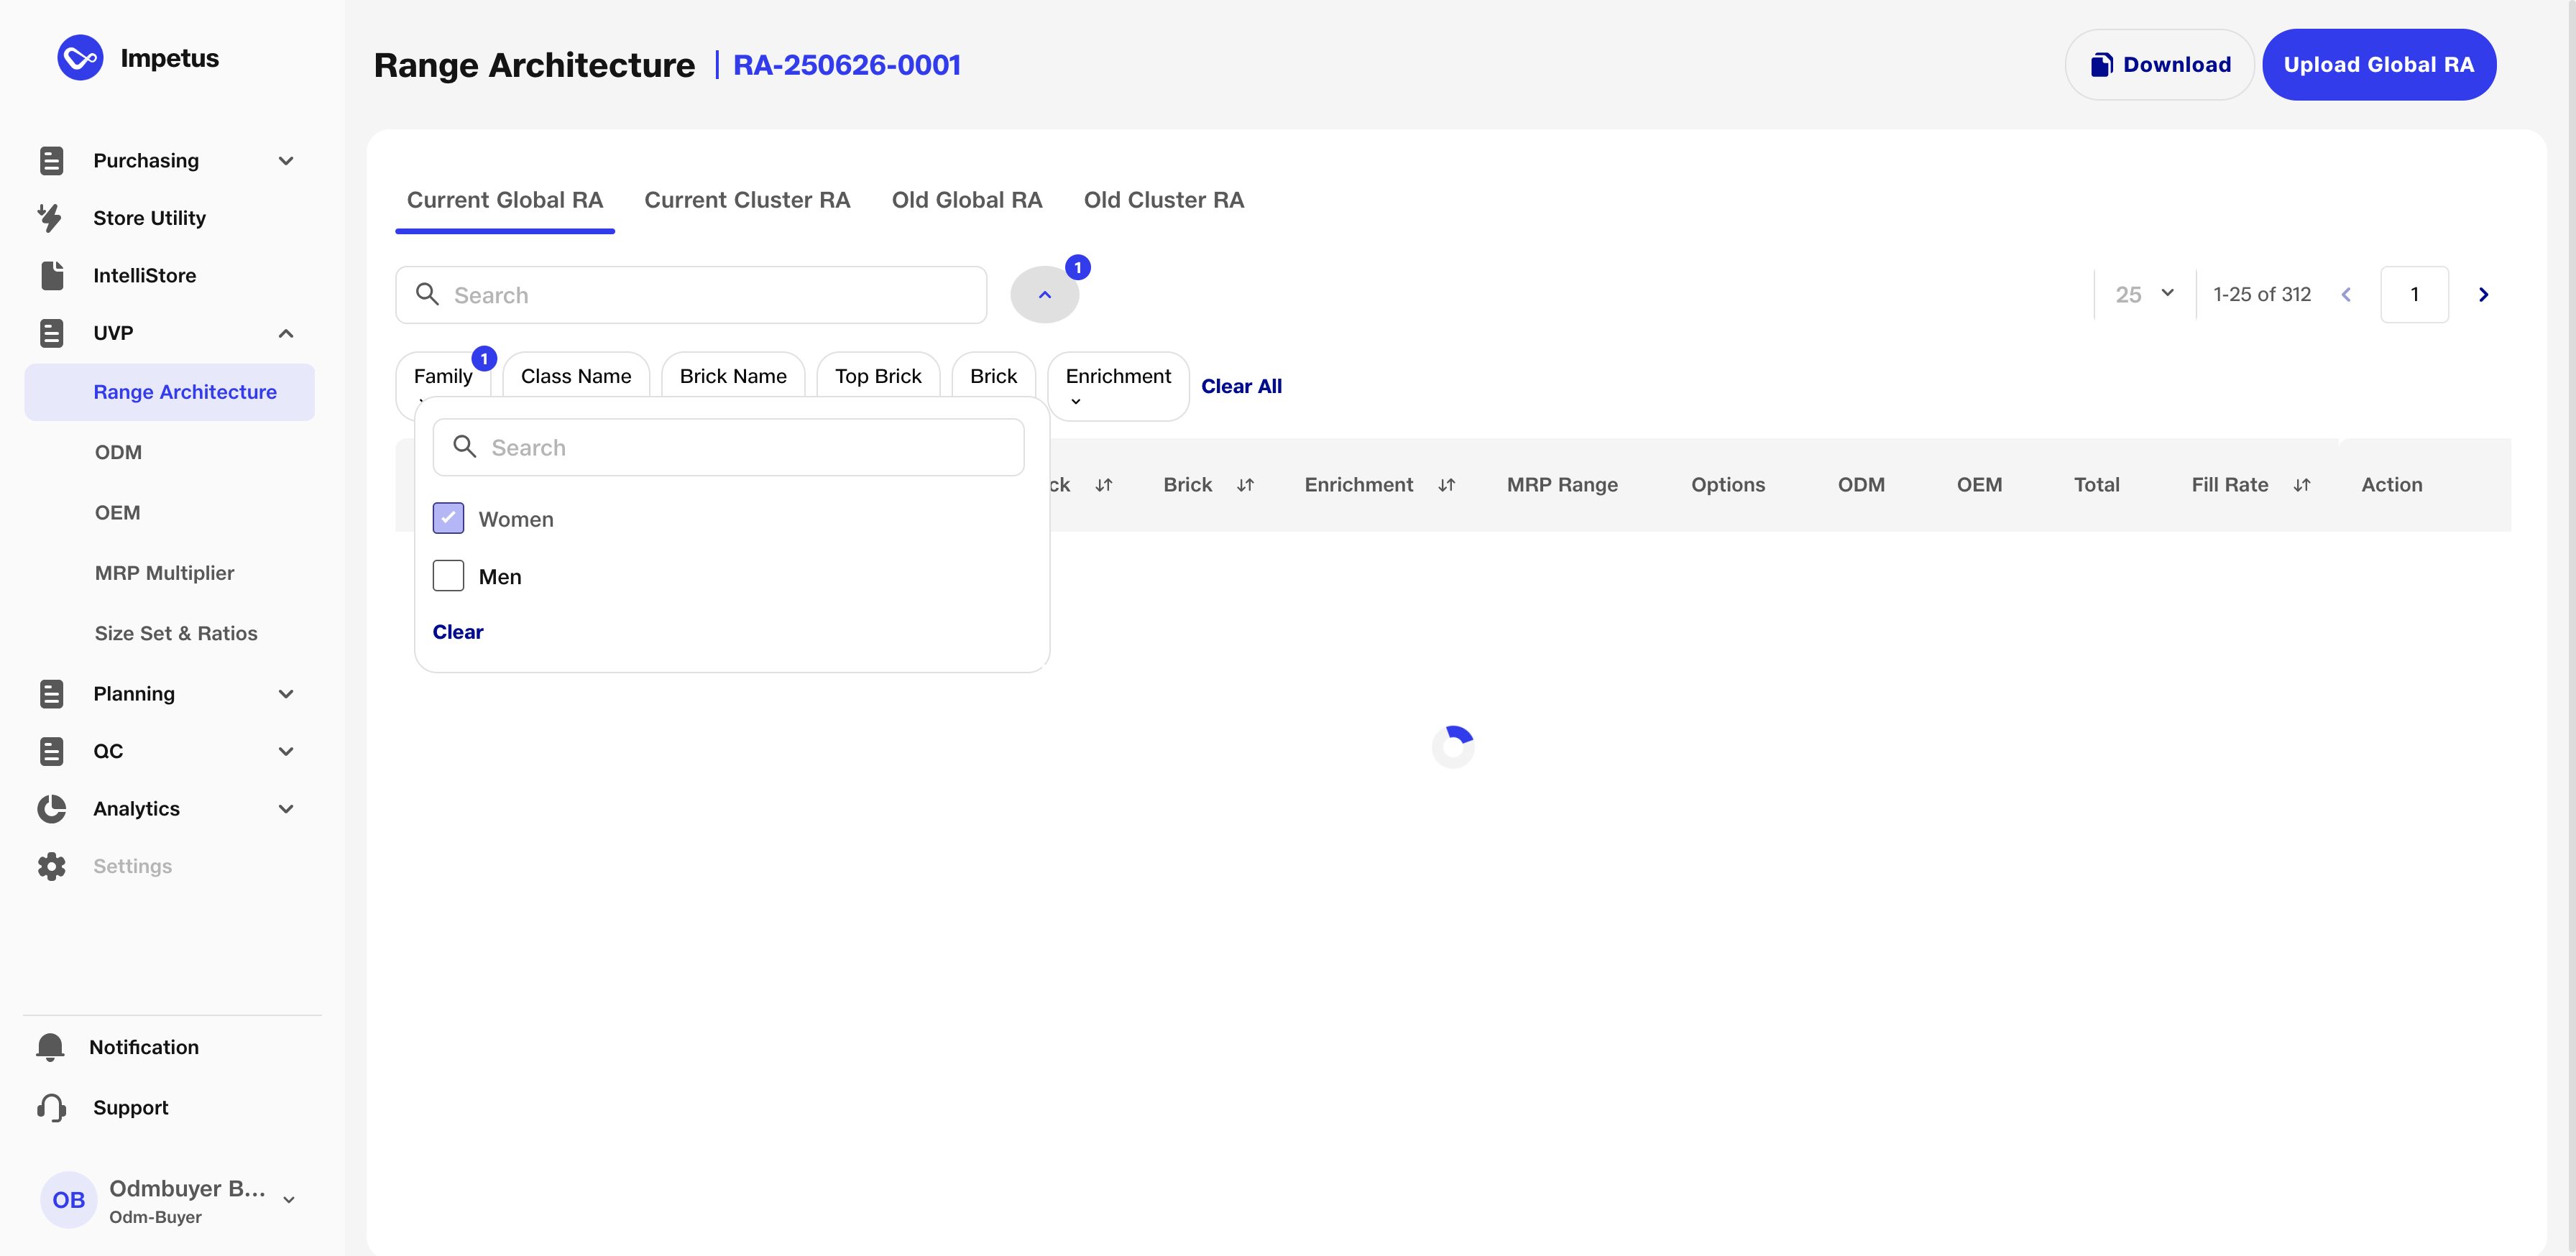 Impetus
Purchasing
Store Utility
IntelliStore
UVP
Range Architecture
ODM
OEM
MRP Multiplier
Size Set & Ratios
Planning
QC
Analytics
Settings
Notification
Support
OB
Odmbuyer B...
Odm-Buyer
Range Architecture | RA-250626-0001
Download
Upload Global RA
Current Global RA Current Cluster RA Old Global RA Old Cluster RA
Search
1
25
1-25 of 312
1
Family 1 Class Name Brick Name Top Brick Brick Enrichment Clear All
Search
Women
Men
Clear
ck Brick Enrichment MRP Range Options ODM OEM Total Fill Rate Action